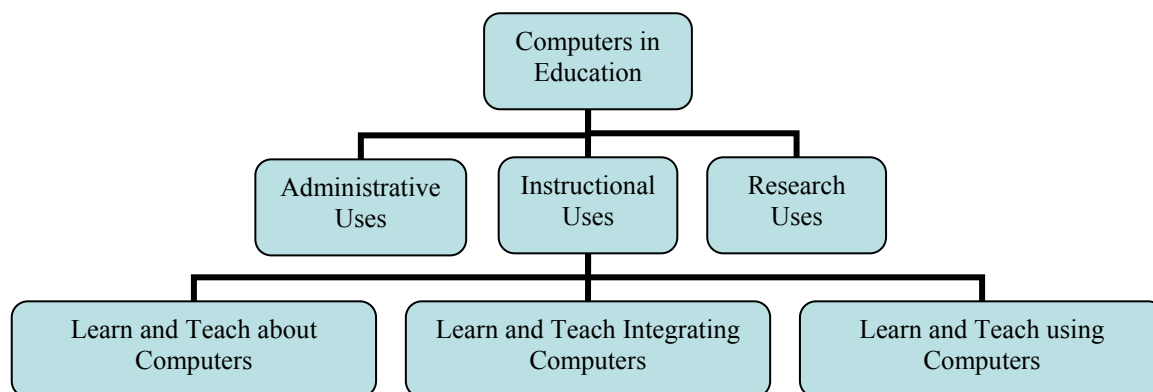 Computers in
Education
Administrative
Uses
Instructional
Uses
Research
Uses
Learn and Teach about
Computers
Learn and Teach Integrating
Computers
Learn and Teach using
Computers